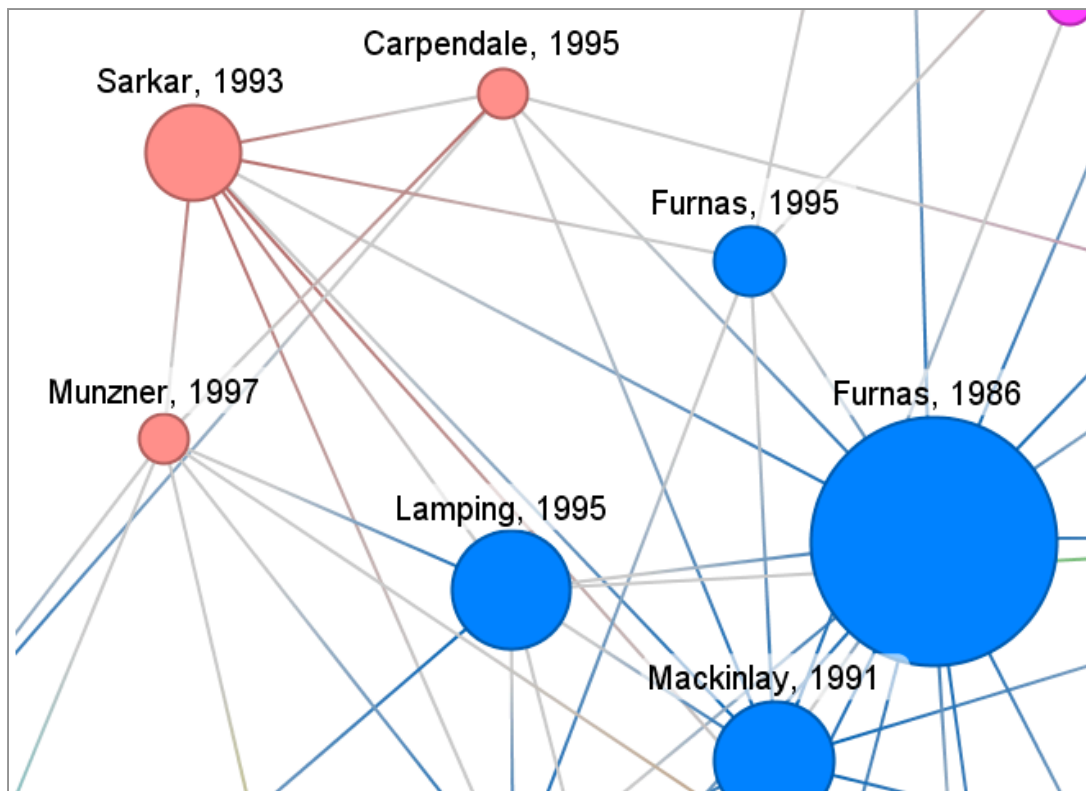 Carpendale, 1995
Sarkar, 1993
Furnas, 1995
Munzner, 1997
Furnas, 1986
Lamping, 1995
Mackinlay, 1991